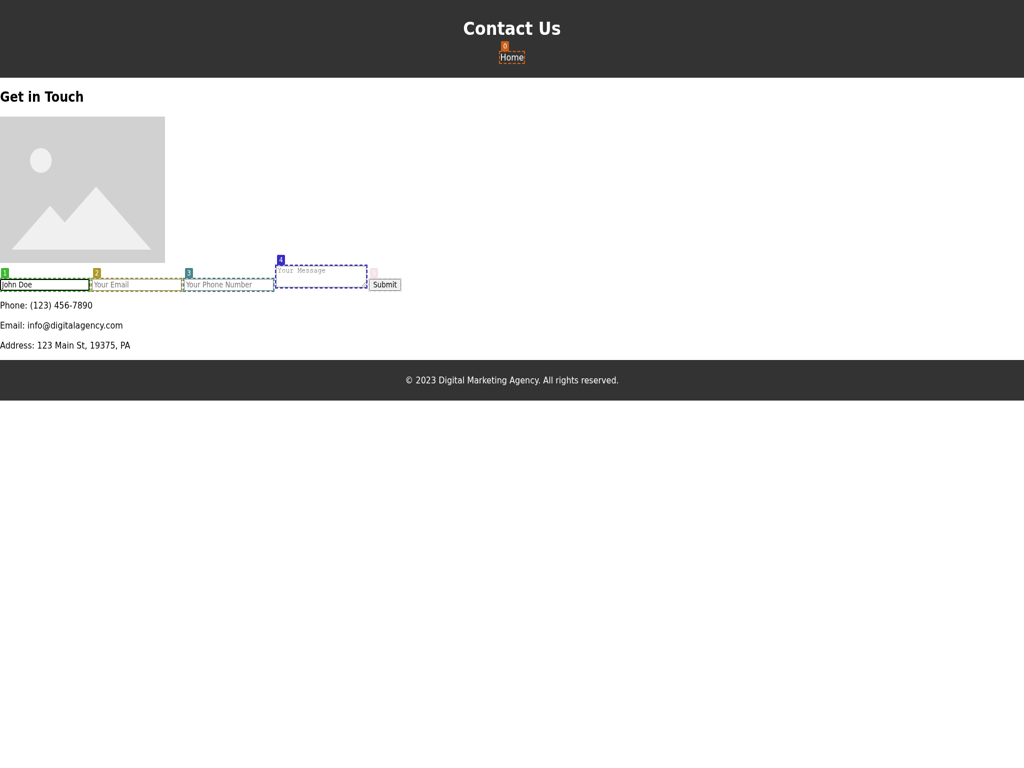 Contact Us
0
Home
Get in Touch
4
1 2 3
Your Message
John Doe Your Email Your Phone Number Submit
Phone: (123) 456-7890
Email: info@digitalagency.com
Address: 123 Main St, 19375, PA
© 2023 Digital Marketing Agency. All rights reserved.